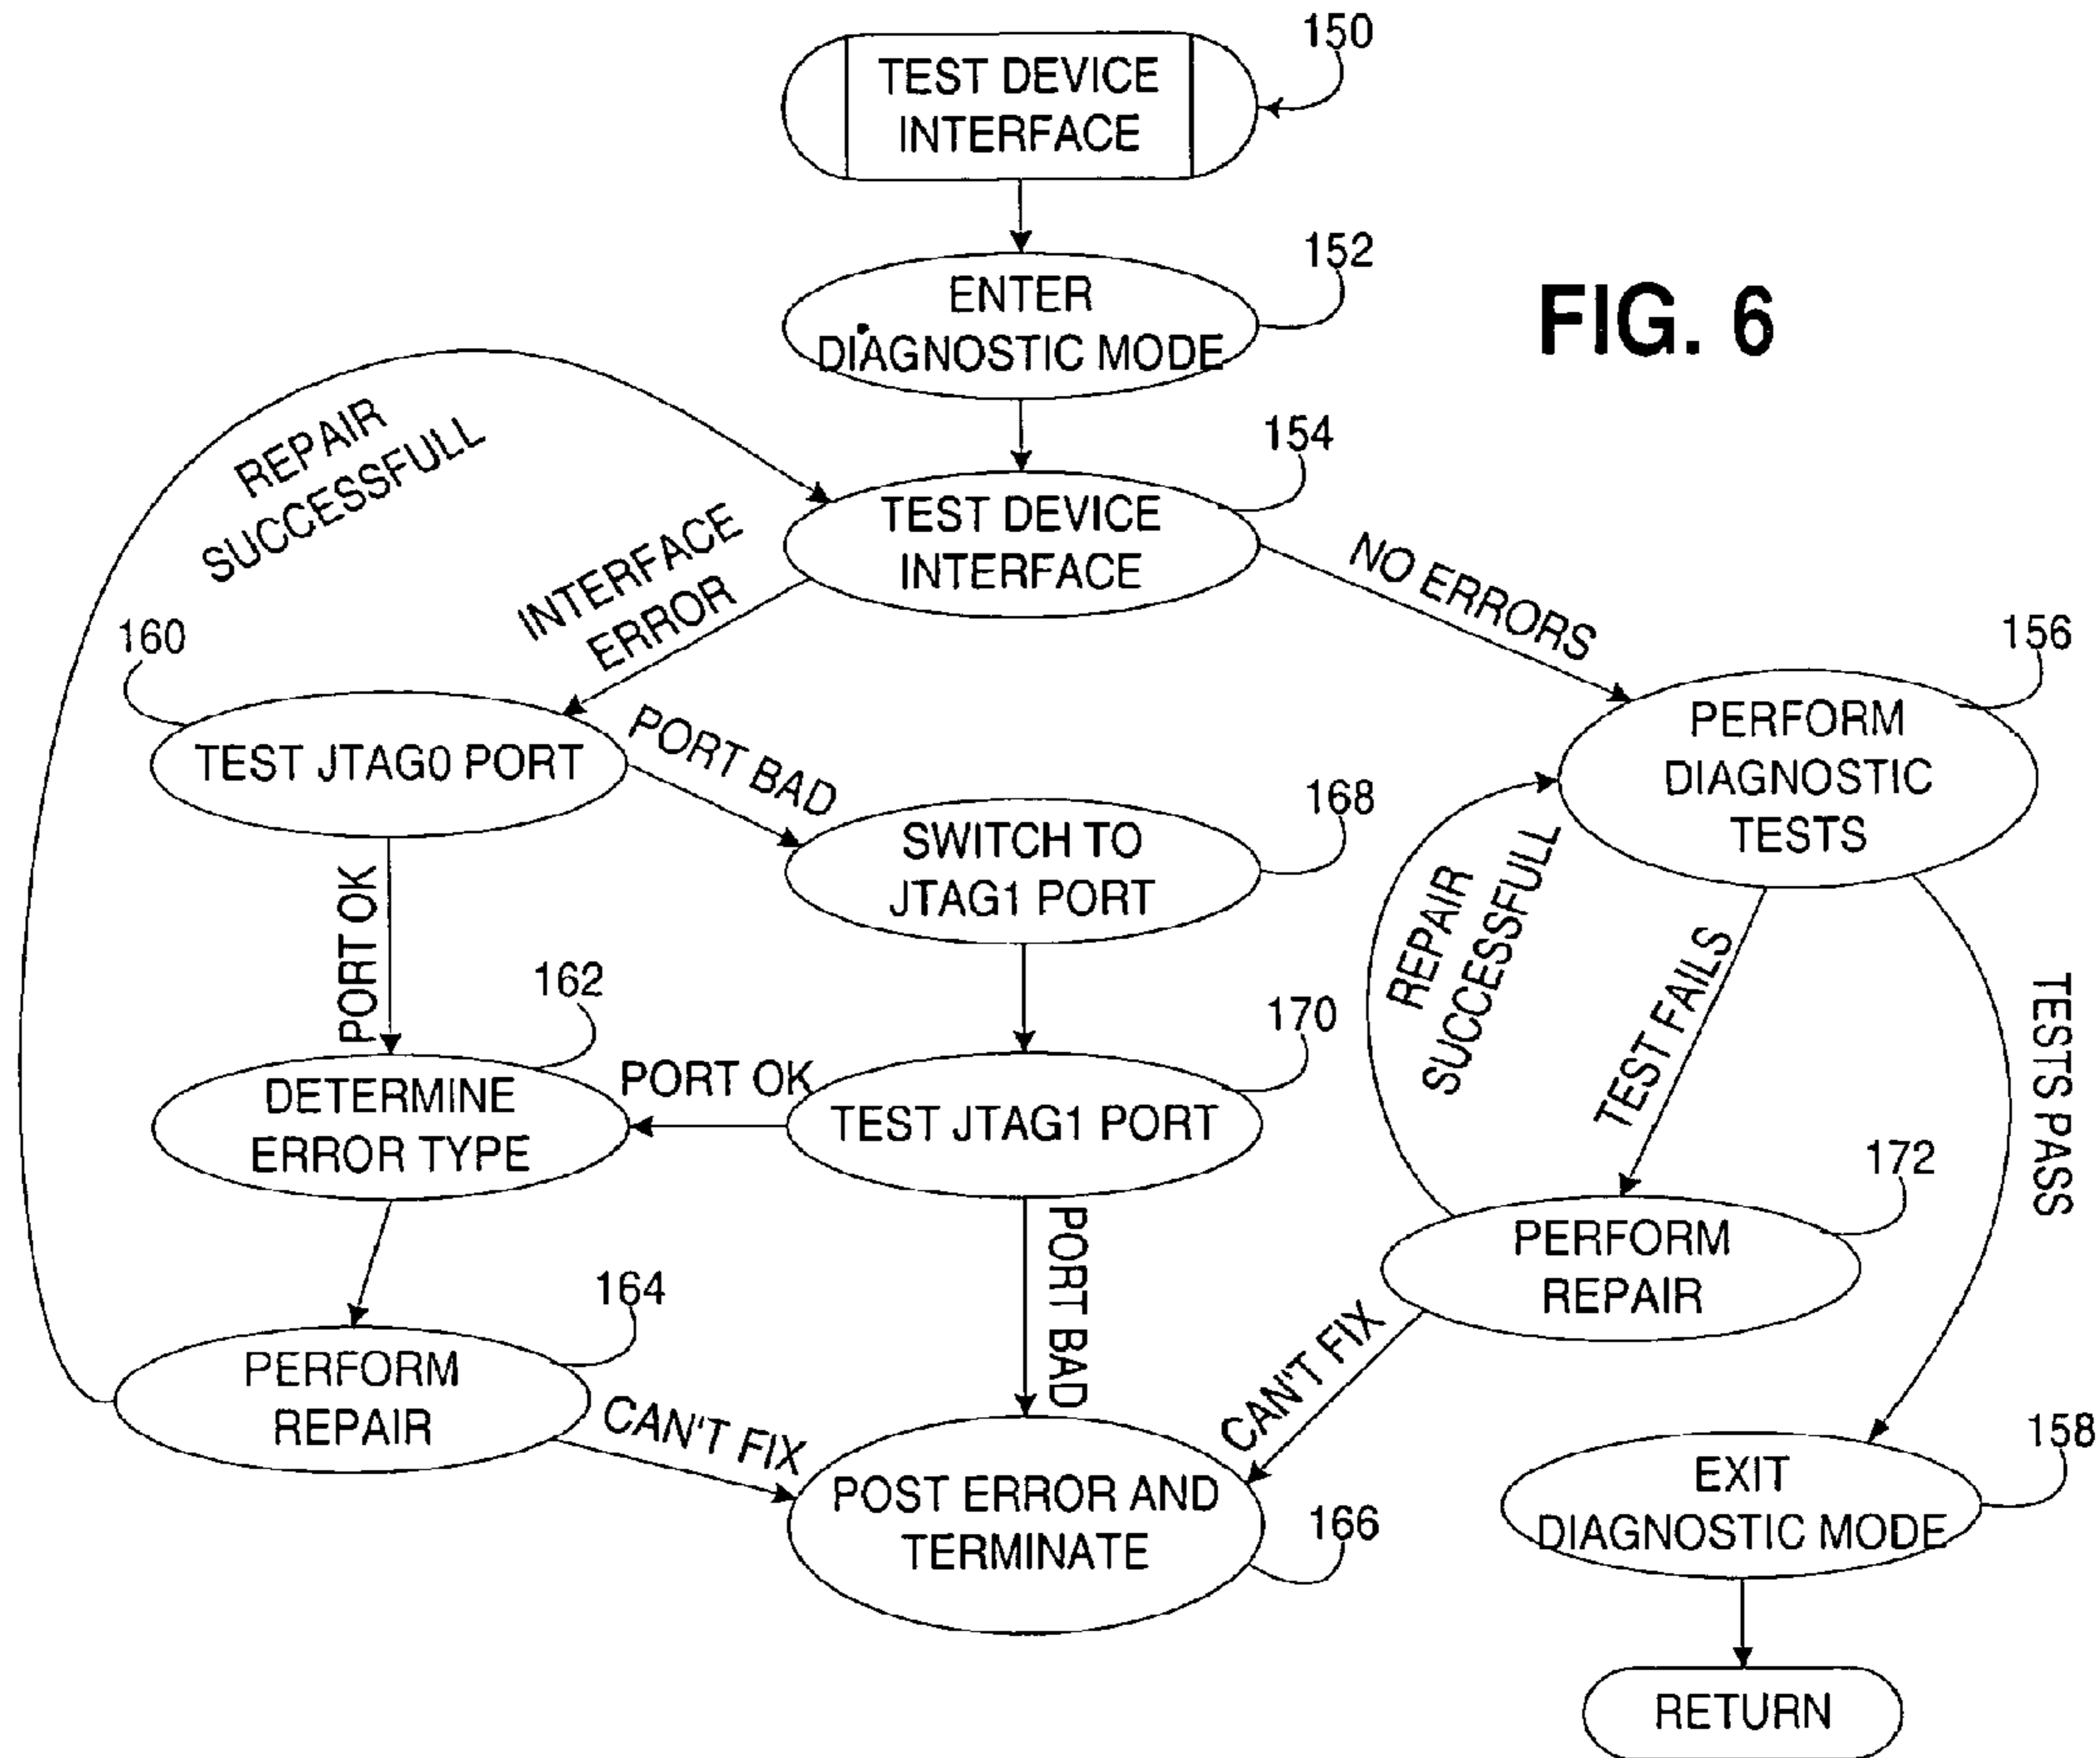 150
TEST DEVICE
INTERFACE
152
ENTER
DIAGNOSTIC MODE
FIG. 6
154
TEST DEVICE
INTERFACE
REPAIR
SUCCESSFULL
INTERFACE
ERROR
NO ERRORS
160
TEST JTAG0 PORT
PORT BAD
156
PERFORM
DIAGNOSTIC
TESTS
168
SWITCH TO
JTAG1 PORT
PORT OK
REPAIR
SUCCESSFULL
TEST FAILS
TESTS PASS
162
DETERMINE
ERROR TYPE
PORT OK
170
TEST JTAG1 PORT
172
PERFORM
REPAIR
PORT BAD
164
PERFORM
REPAIR
CAN'T FIX
CAN'T FIX
POST ERROR AND
TERMINATE
166
158
EXIT
DIAGNOSTIC MODE
RETURN